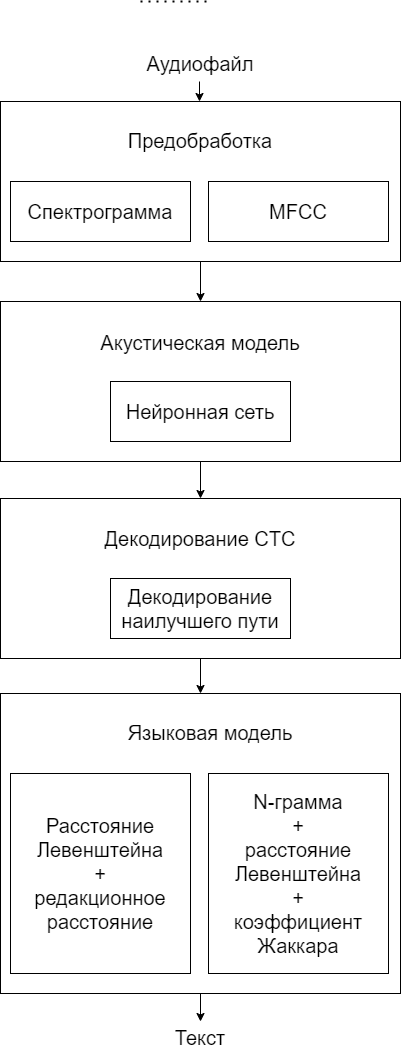 .........
Аудиофайл
Предобработка
Спектрограмма
MFCC
Акустическая модель
Нейронная сеть
Декодирование CTC
Декодирование
наилучшего пути
Языковая модель
Расстояние
Левенштейна
+
редакционное
расстояние
N-грамма
+
расстояние
Левенштейна
+
коэффициент
Жаккара
Текст